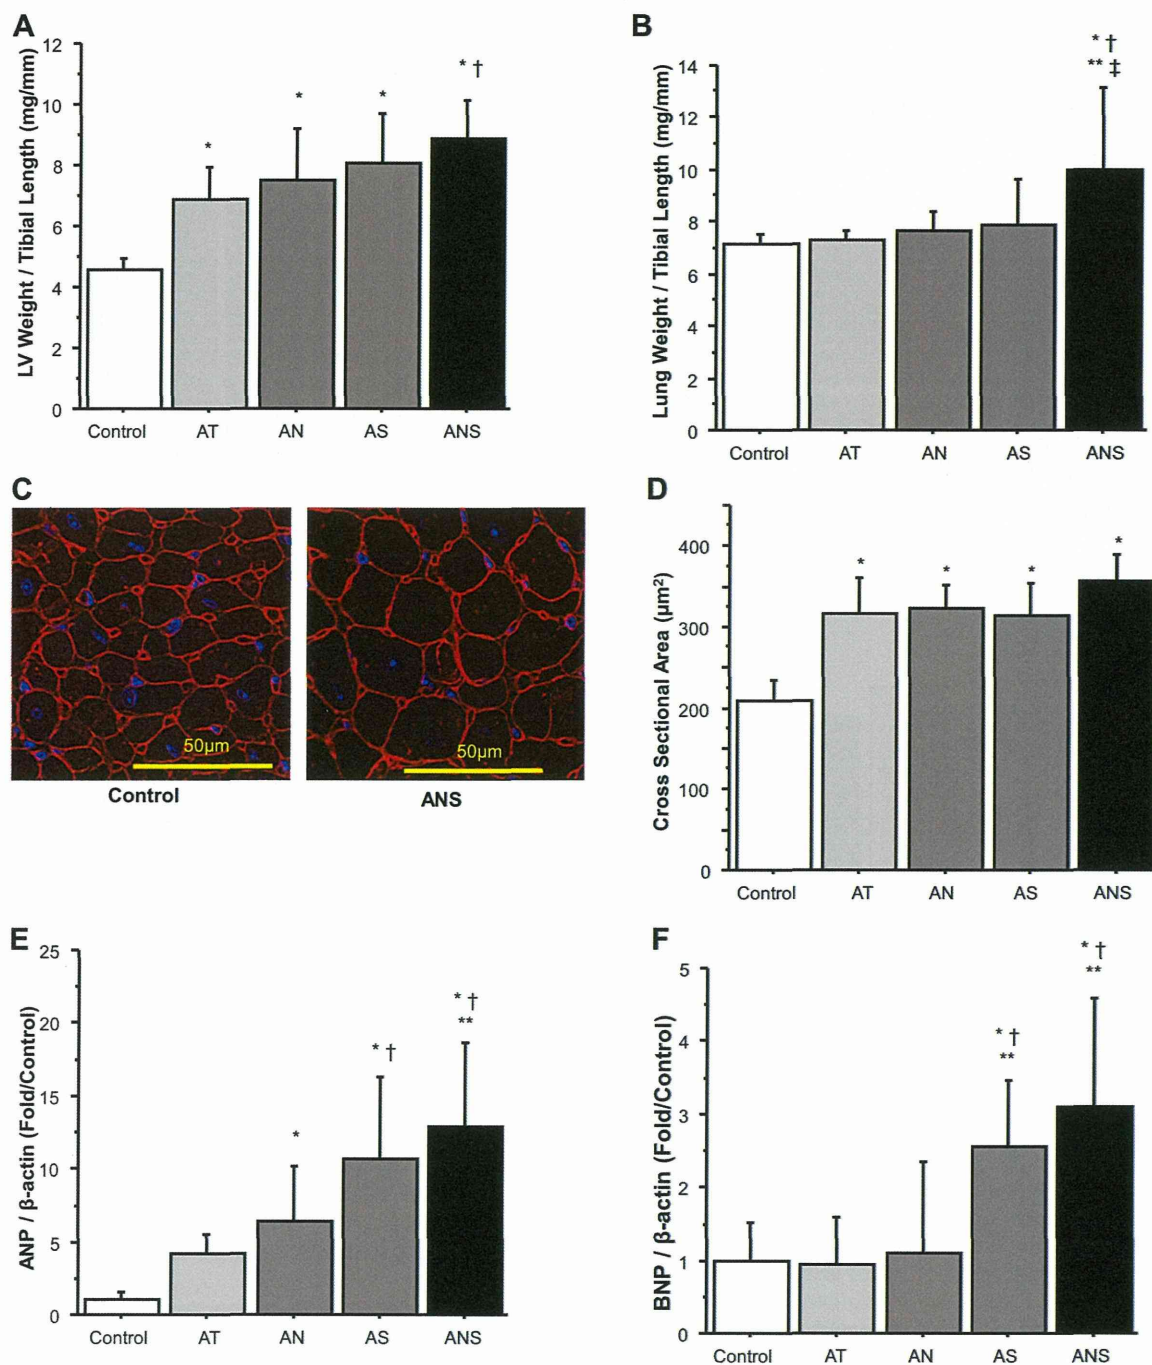 A
LV Weight / Tibial Length (mg/mm)
12
10
8
6
4
2
0
*
*
*
* †
Control AT AN AS ANS
B
Lung Weight / Tibial Length (mg/mm)
14
12
10
8
6
4
2
0
* †
** ‡
Control AT AN AS ANS
C
50μm
Control
50μm
ANS
D
Cross Sectional Area (μm²)
400
300
200
100
0
*
*
*
*
Control AT AN AS ANS
E
ANP / β-actin (Fold/Control)
25
20
15
10
5
0
*
* †
* †
**
Control AT AN AS ANS
F
BNP / β-actin (Fold/Control)
5
4
3
2
1
0
* †
**
* †
**
Control AT AN AS ANS